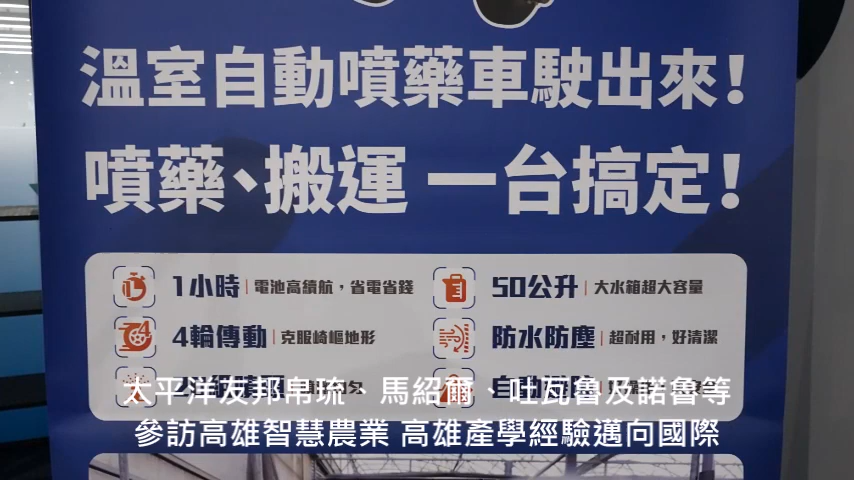 溫室自動噴藥車駛出來！
噴藥、搬運 一台搞定！
1小時 | 電池高續航，省電省錢
50公升 | 大水箱超大容量
4輪傳動 | 克服崎嶇地形
防水防塵 | 超耐用，好清潔
太平洋友邦帛琉、馬紹爾、吐瓦魯及諾魯等
參訪高雄智慧農業 高雄產學經驗邁向國際